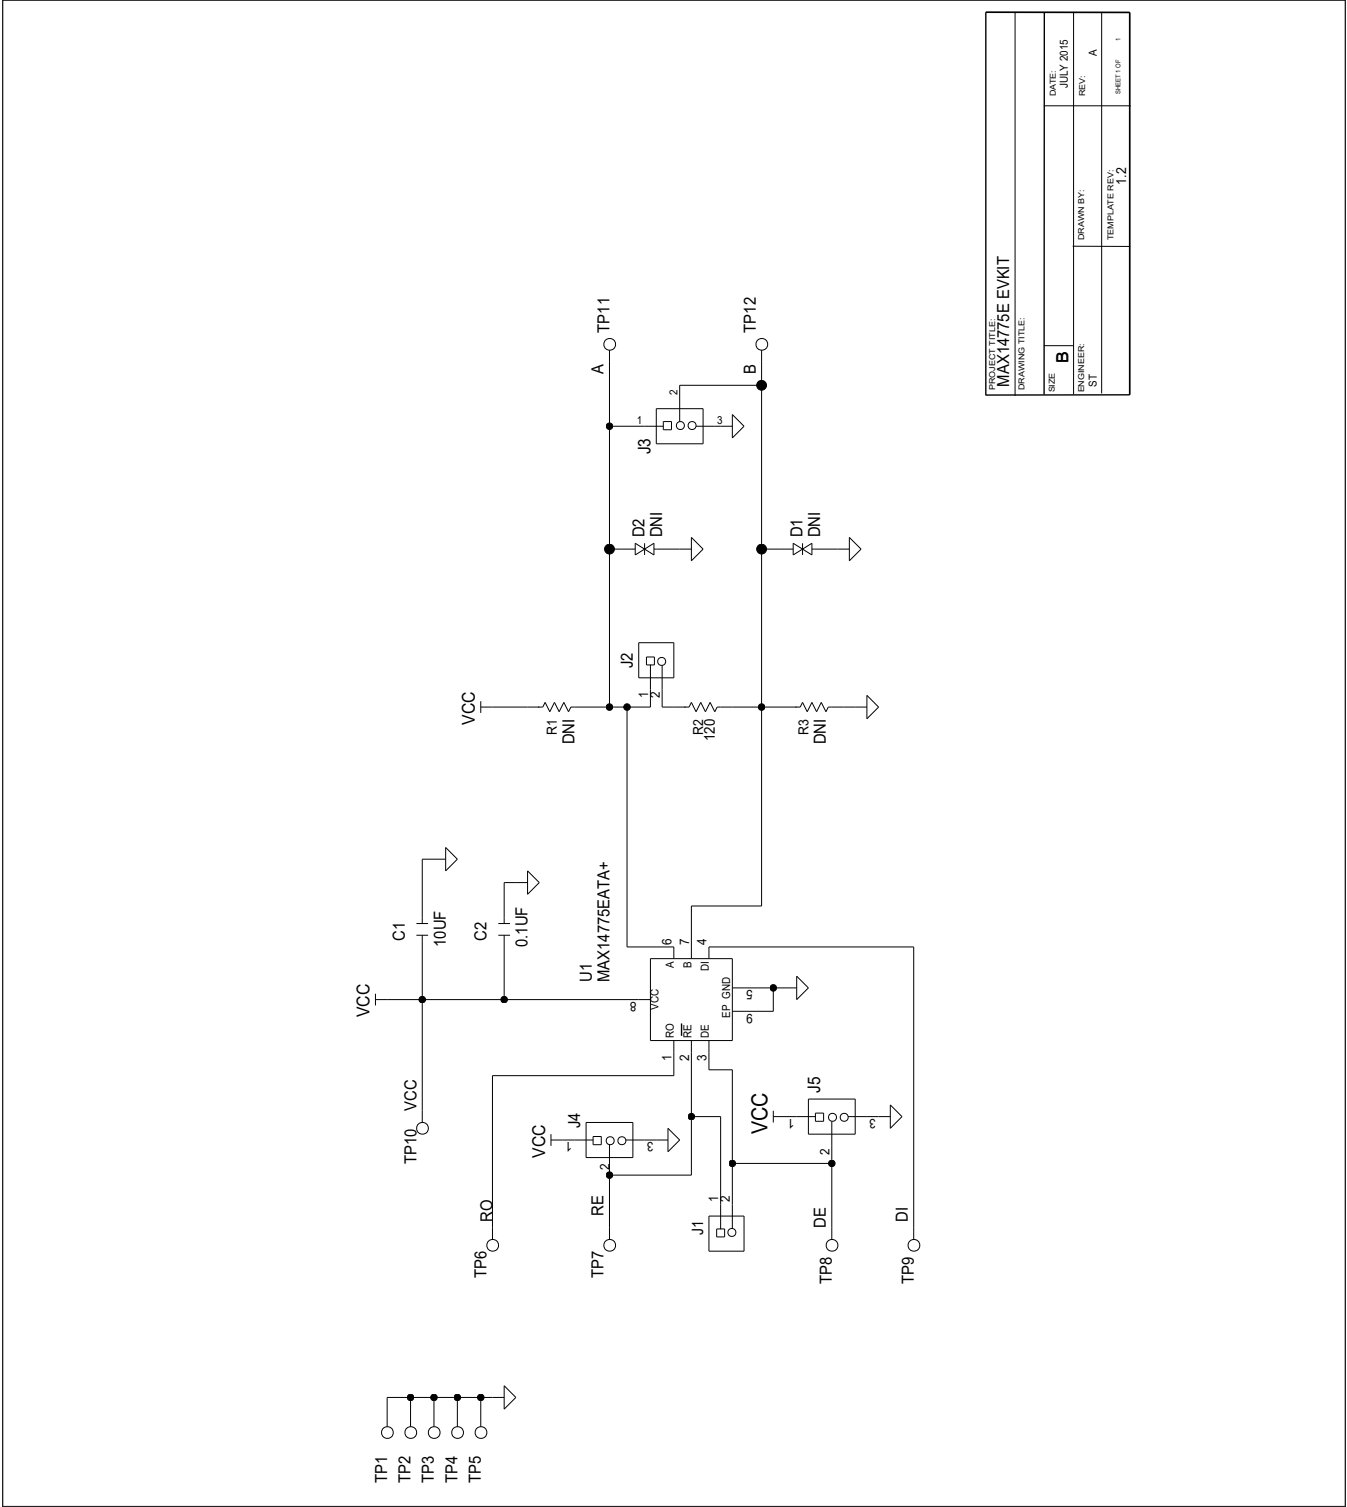 PROJECT TITLE:
MAX14775E EVKIT
DRAWING TITLE:
SIZE
B
DATE:
JULY 2015
ENGINEER:
ST
DRAWN BY:
REV:
A
TEMPLATE REV:
1.2
SHEET 1 OF 1
VCC
C1
10UF
C2
0.1UF
TP10
VCC
VCC
R1
DNI
J2
1
2
R2
120
R3
DNI
D2
DNI
D1
DNI
J3
1
2
3
A
TP11
B
TP12
U1
MAX14775EATA+
8
VCC
RO
1
RE
2
DE
3
A
6
B
7
DI
4
GND
5
EP
9
TP6
RO
TP7
RE
VCC
J4
1
2
3
J1
1
2
VCC
J5
1
2
3
TP8
DE
TP9
DI
TP1
TP2
TP3
TP4
TP5